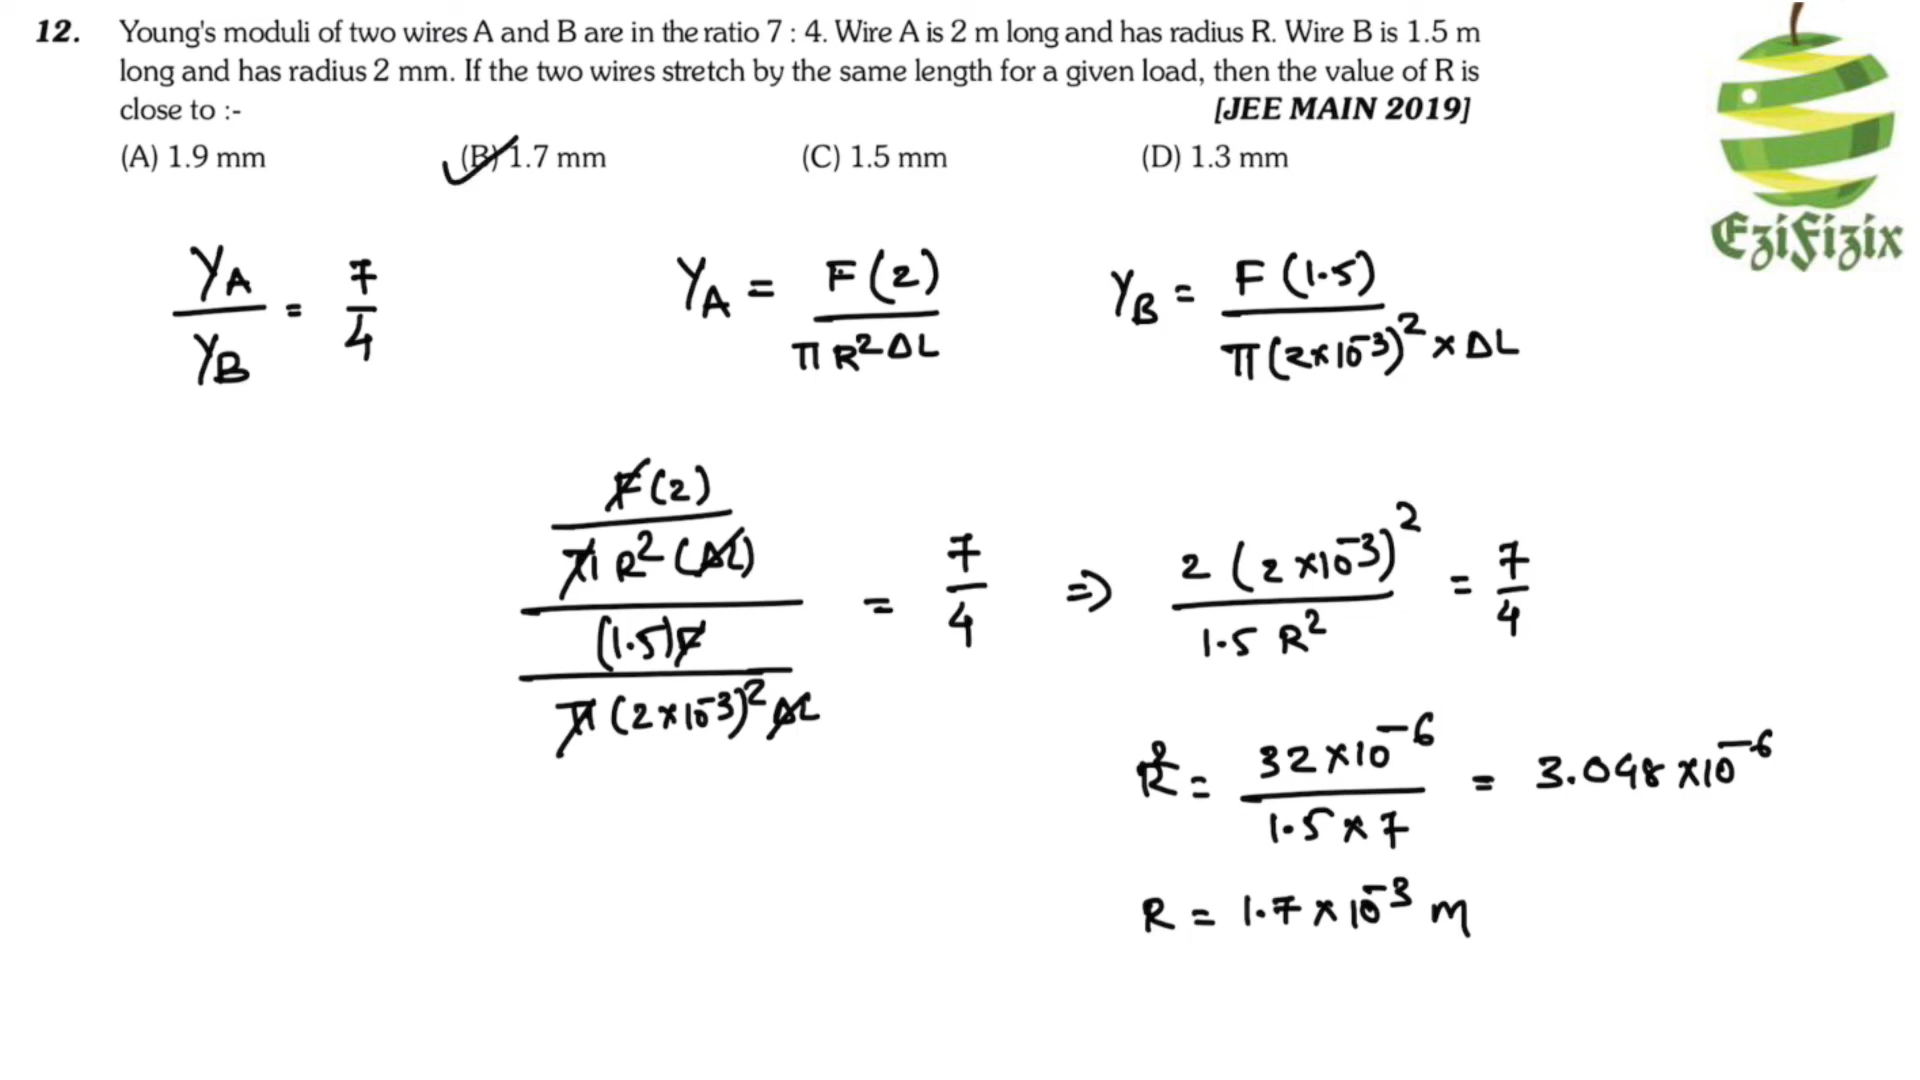 12. Young's moduli of two wires A and B are in the ratio 7 : 4. Wire A is 2 m long and has radius R. Wire B is 1.5 m
long and has radius 2 mm. If the two wires stretch by the same length for a given load, then the value of R is
close to :- [JEE MAIN 2019]
(A) 1.9 mm (B) 1.7 mm (C) 1.5 mm (D) 1.3 mm
EziFizix
Y_A / Y_B = 7/4
Y_A = F(2) / πR²ΔL
Y_B = F(1.5) / π(2×10⁻³)² × ΔL
F(2) / πR²(ΔL) / (1.5)F / π(2×10⁻³)²ΔL = 7/4 ⇒ 2(2×10⁻³)² / 1.5R² = 7/4
R² = 32×10⁻⁶ / 1.5×7 = 3.048×10⁻⁶
R = 1.7×10⁻³ m